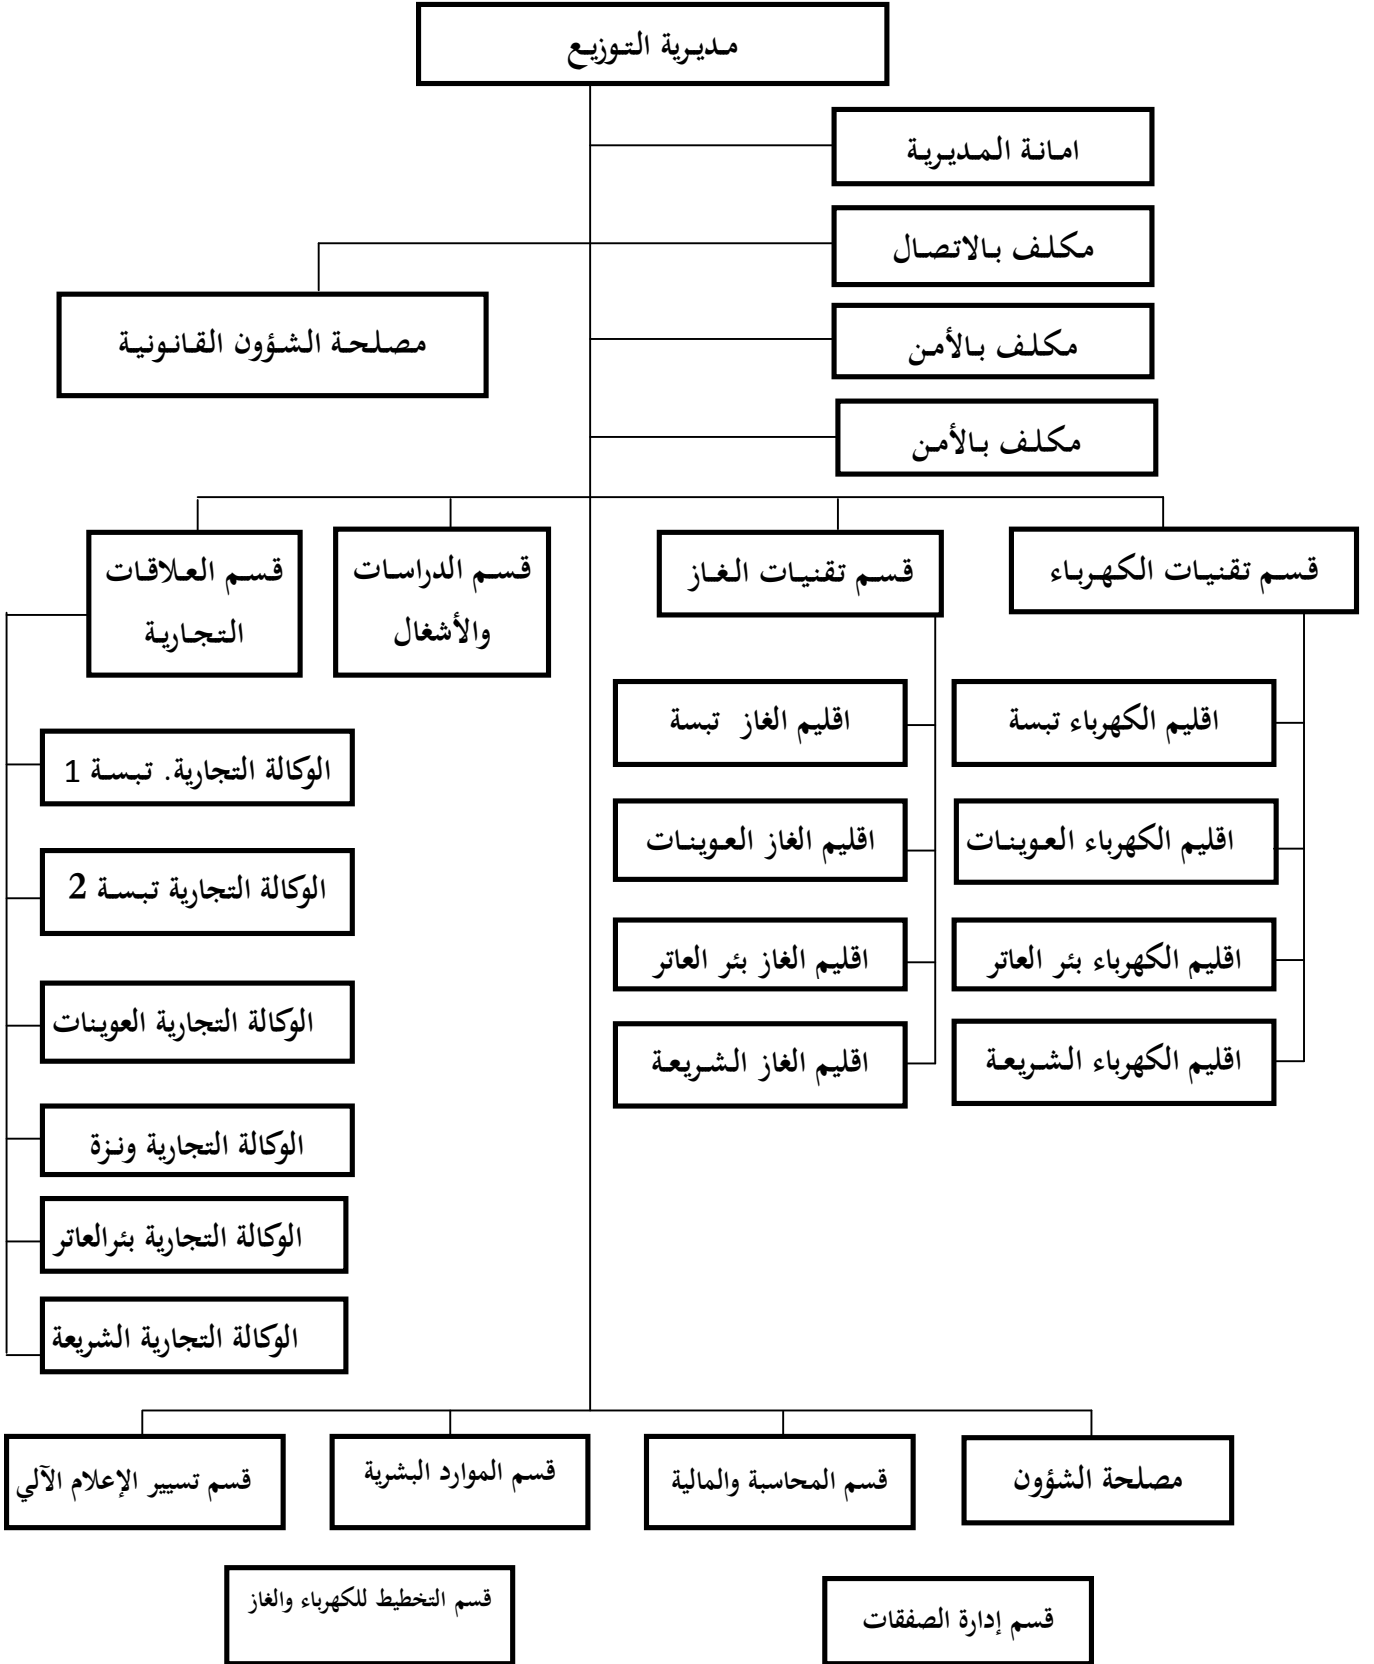 مديرية التوزيع
امانة المديرية
مكلف بالاتصال
مصلحة الشؤون القانونية
مكلف بالأمن
مكلف بالأمن
قسم تقنيات الكهرباء
قسم تقنيات الغاز
قسم الدراسات
والأشغال
قسم العلاقات
التجارية
اقليم الكهرباء تبسة
اقليم الكهرباء العوينات
اقليم الكهرباء بئر العاتر
اقليم الكهرباء الشريعة
اقليم الغاز تبسة
اقليم الغاز العوينات
اقليم الغاز بئر العاتر
اقليم الغاز الشريعة
الوكالة التجارية. تبسة 1
الوكالة التجارية تبسة 2
الوكالة التجارية العوينات
الوكالة التجارية ونزة
الوكالة التجارية بئرالعاتر
الوكالة التجارية الشريعة
مصلحة الشؤون
قسم المحاسبة والمالية
قسم الموارد البشرية
قسم تسيير الإعلام الآلي
قسم إدارة الصفقات
قسم التخطيط للكهرباء والغاز